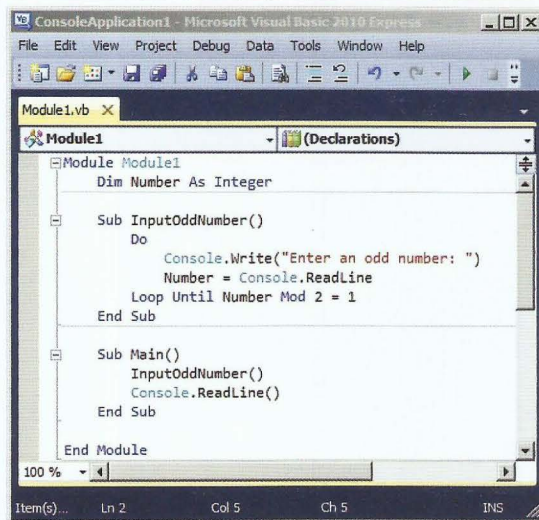 ConsoleApplication1 - Microsoft Visual Basic 2010 Express
File Edit View Project Debug Data Tools Window Help
Module1.vb X
Module1 (Declarations)
Module Module1
Dim Number As Integer
Sub InputOddNumber()
Do
Console.Write("Enter an odd number: ")
Number = Console.ReadLine
Loop Until Number Mod 2 = 1
End Sub
Sub Main()
InputOddNumber()
Console.ReadLine()
End Sub
End Module
100 %
Item(s)... Ln 2 Col 5 Ch 5 INS